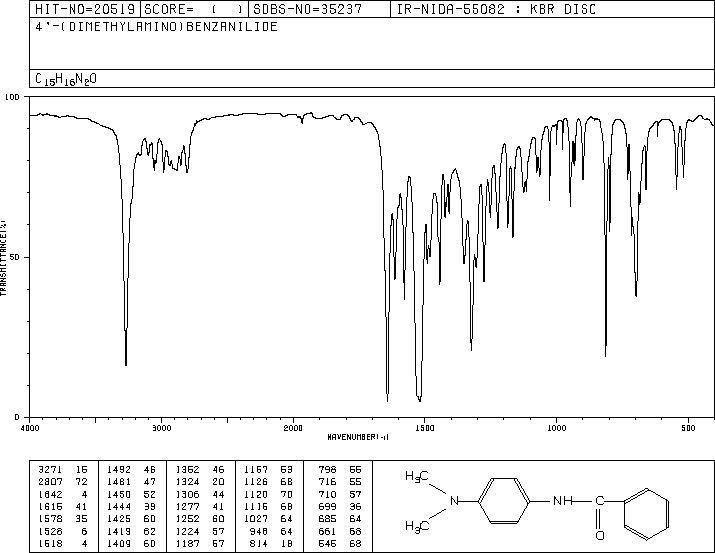 HIT-NO=20519 SCORE= ( ) SDBS-NO=35237 IR-NIDA-55082 : KBR DISC
4'-(DIMETHYLAMINO)BENZANILIDE
C15H16N2O
100
50
0
TRANSMITTANCE(%)
4000 3000 2000 1500 1000 500
WAVENUMBER(-1)
3271 15 1492 46 1352 46 1167 53 798 55
2807 72 1481 47 1324 20 1126 68 716 55
1642 4 1450 52 1306 44 1120 70 710 57
1615 41 1444 39 1277 41 1116 68 699 36
1578 35 1425 60 1252 60 1027 64 685 64
1526 6 1419 62 1224 57 948 64 661 68
1518 4 1409 60 1187 57 814 18 545 68
H3C
N
H3C
NH
C
O